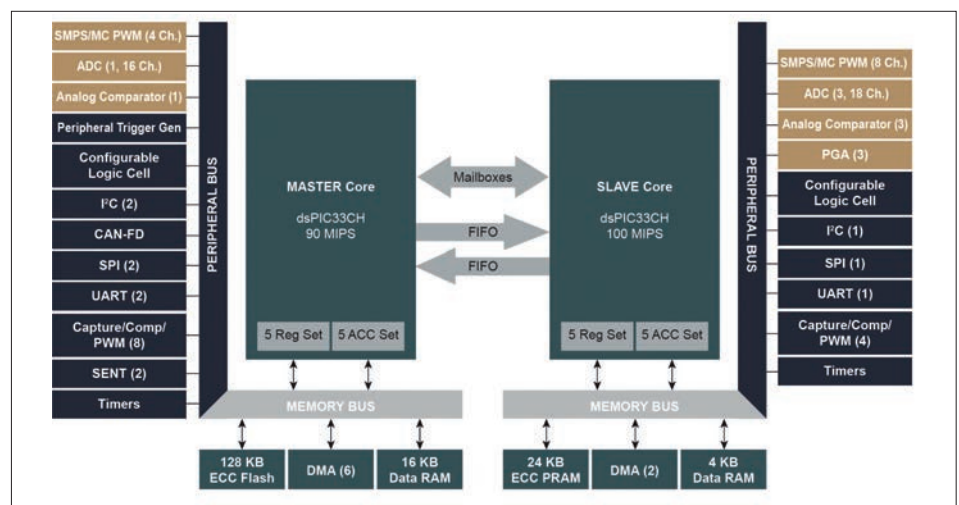 SMPS/MC PWM (4 Ch.)
ADC (1, 16 Ch.)
Analog Comparator (1)
Peripheral Trigger Gen
Configurable
Logic Cell
I²C (2)
CAN-FD
SPI (2)
UART (2)
Capture/Comp/
PWM (8)
SENT (2)
Timers
PERIPHERAL BUS
MASTER Core
dsPIC33CH
90 MIPS
5 Reg Set
5 ACC Set
MEMORY BUS
128 KB
ECC Flash
DMA (6)
16 KB
Data RAM
Mailboxes
FIFO
FIFO
SLAVE Core
dsPIC33CH
100 MIPS
5 Reg Set
5 ACC Set
MEMORY BUS
24 KB
ECC PRAM
DMA (2)
4 KB
Data RAM
PERIPHERAL BUS
SMPS/MC PWM (8 Ch.)
ADC (3, 18 Ch.)
Analog Comparator (3)
PGA (3)
Configurable
Logic Cell
I²C (1)
SPI (1)
UART (1)
Capture/Comp/
PWM (4)
Timers